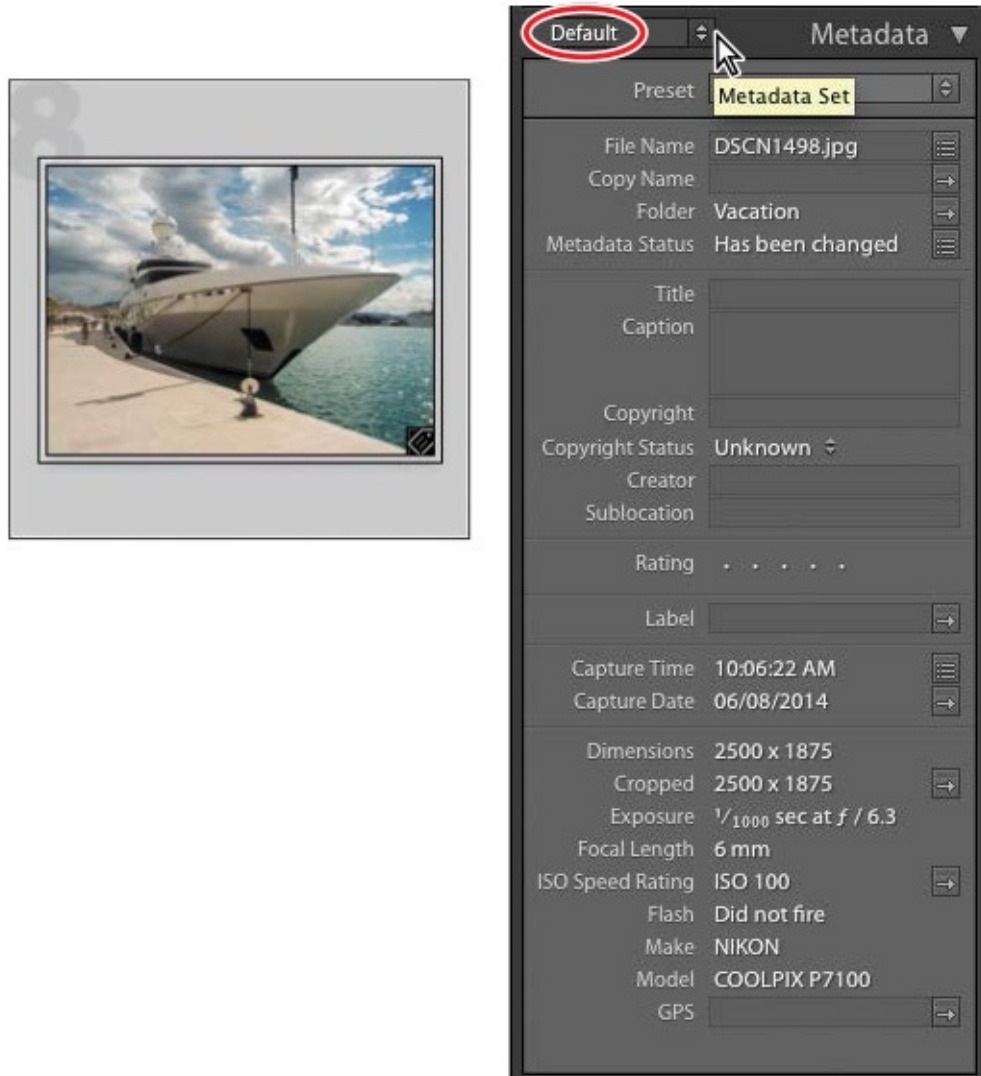 8
Default Metadata
Preset Metadata Set
File Name DSCN1498.jpg
Copy Name
Folder Vacation
Metadata Status Has been changed
Title
Caption
Copyright
Copyright Status Unknown
Creator
Sublocation
Rating . . . . .
Label
Capture Time 10:06:22 AM
Capture Date 06/08/2014
Dimensions 2500 x 1875
Cropped 2500 x 1875
Exposure 1/1000 sec at ƒ / 6.3
Focal Length 6 mm
ISO Speed Rating ISO 100
Flash Did not fire
Make NIKON
Model COOLPIX P7100
GPS